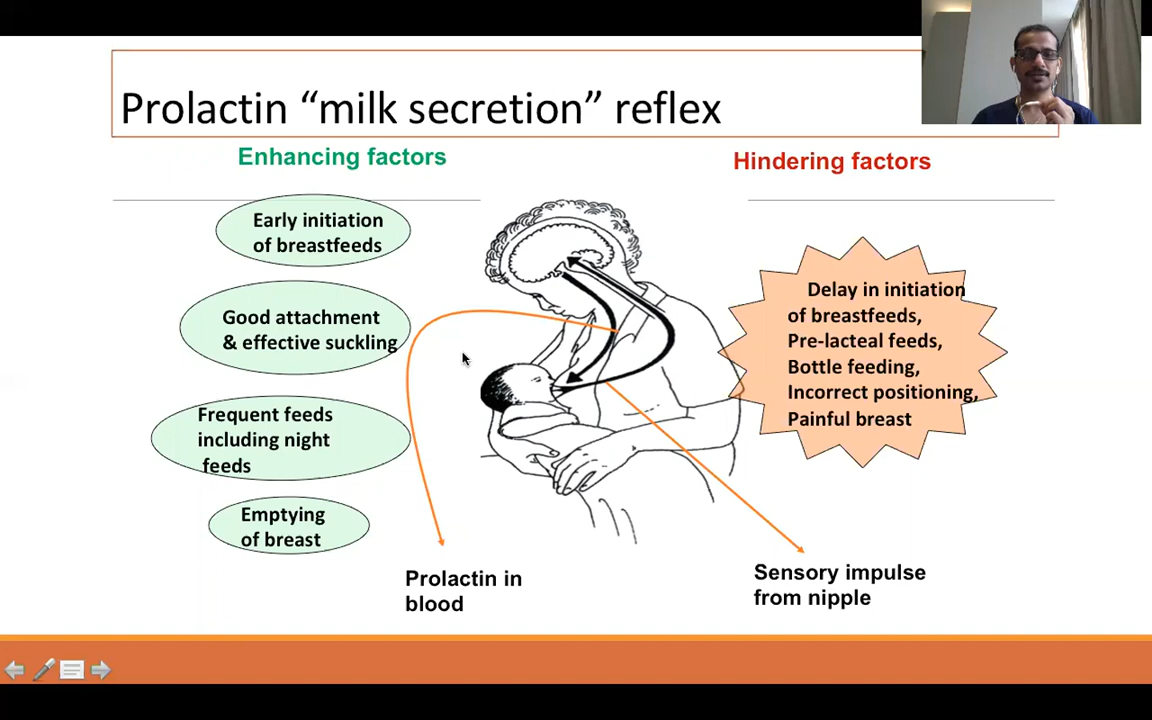 Prolactin “milk secretion” reflex
Enhancing factors
Hindering factors
Early initiation
of breastfeeds
Good attachment
& effective suckling
Frequent feeds
including night
feeds
Emptying
of breast
Delay in initiation
of breastfeeds,
Pre-lacteal feeds,
Bottle feeding,
Incorrect positioning,
Painful breast
Prolactin in
blood
Sensory impulse
from nipple